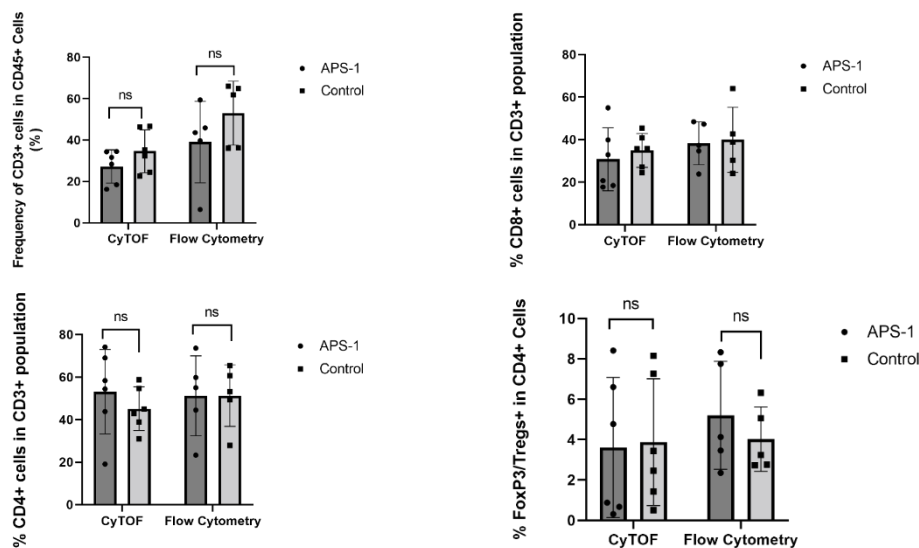 Frequency of CD3+ cells in CD45+ Cells
(%)
80
60
40
20
0
ns
ns
CyTOF
Flow Cytometry
APS-1
Control
% CD8+ cells in CD3+ population
80
60
40
20
0
CyTOF
Flow Cytometry
APS-1
Control
% CD4+ cells in CD3+ population
80
60
40
20
0
ns
ns
CyTOF
Flow Cytometry
APS-1
Control
% FoxP3/Tregs+ in CD4+ Cells
10
8
6
4
2
0
ns
ns
CyTOF
Flow Cytometry
APS-1
Control